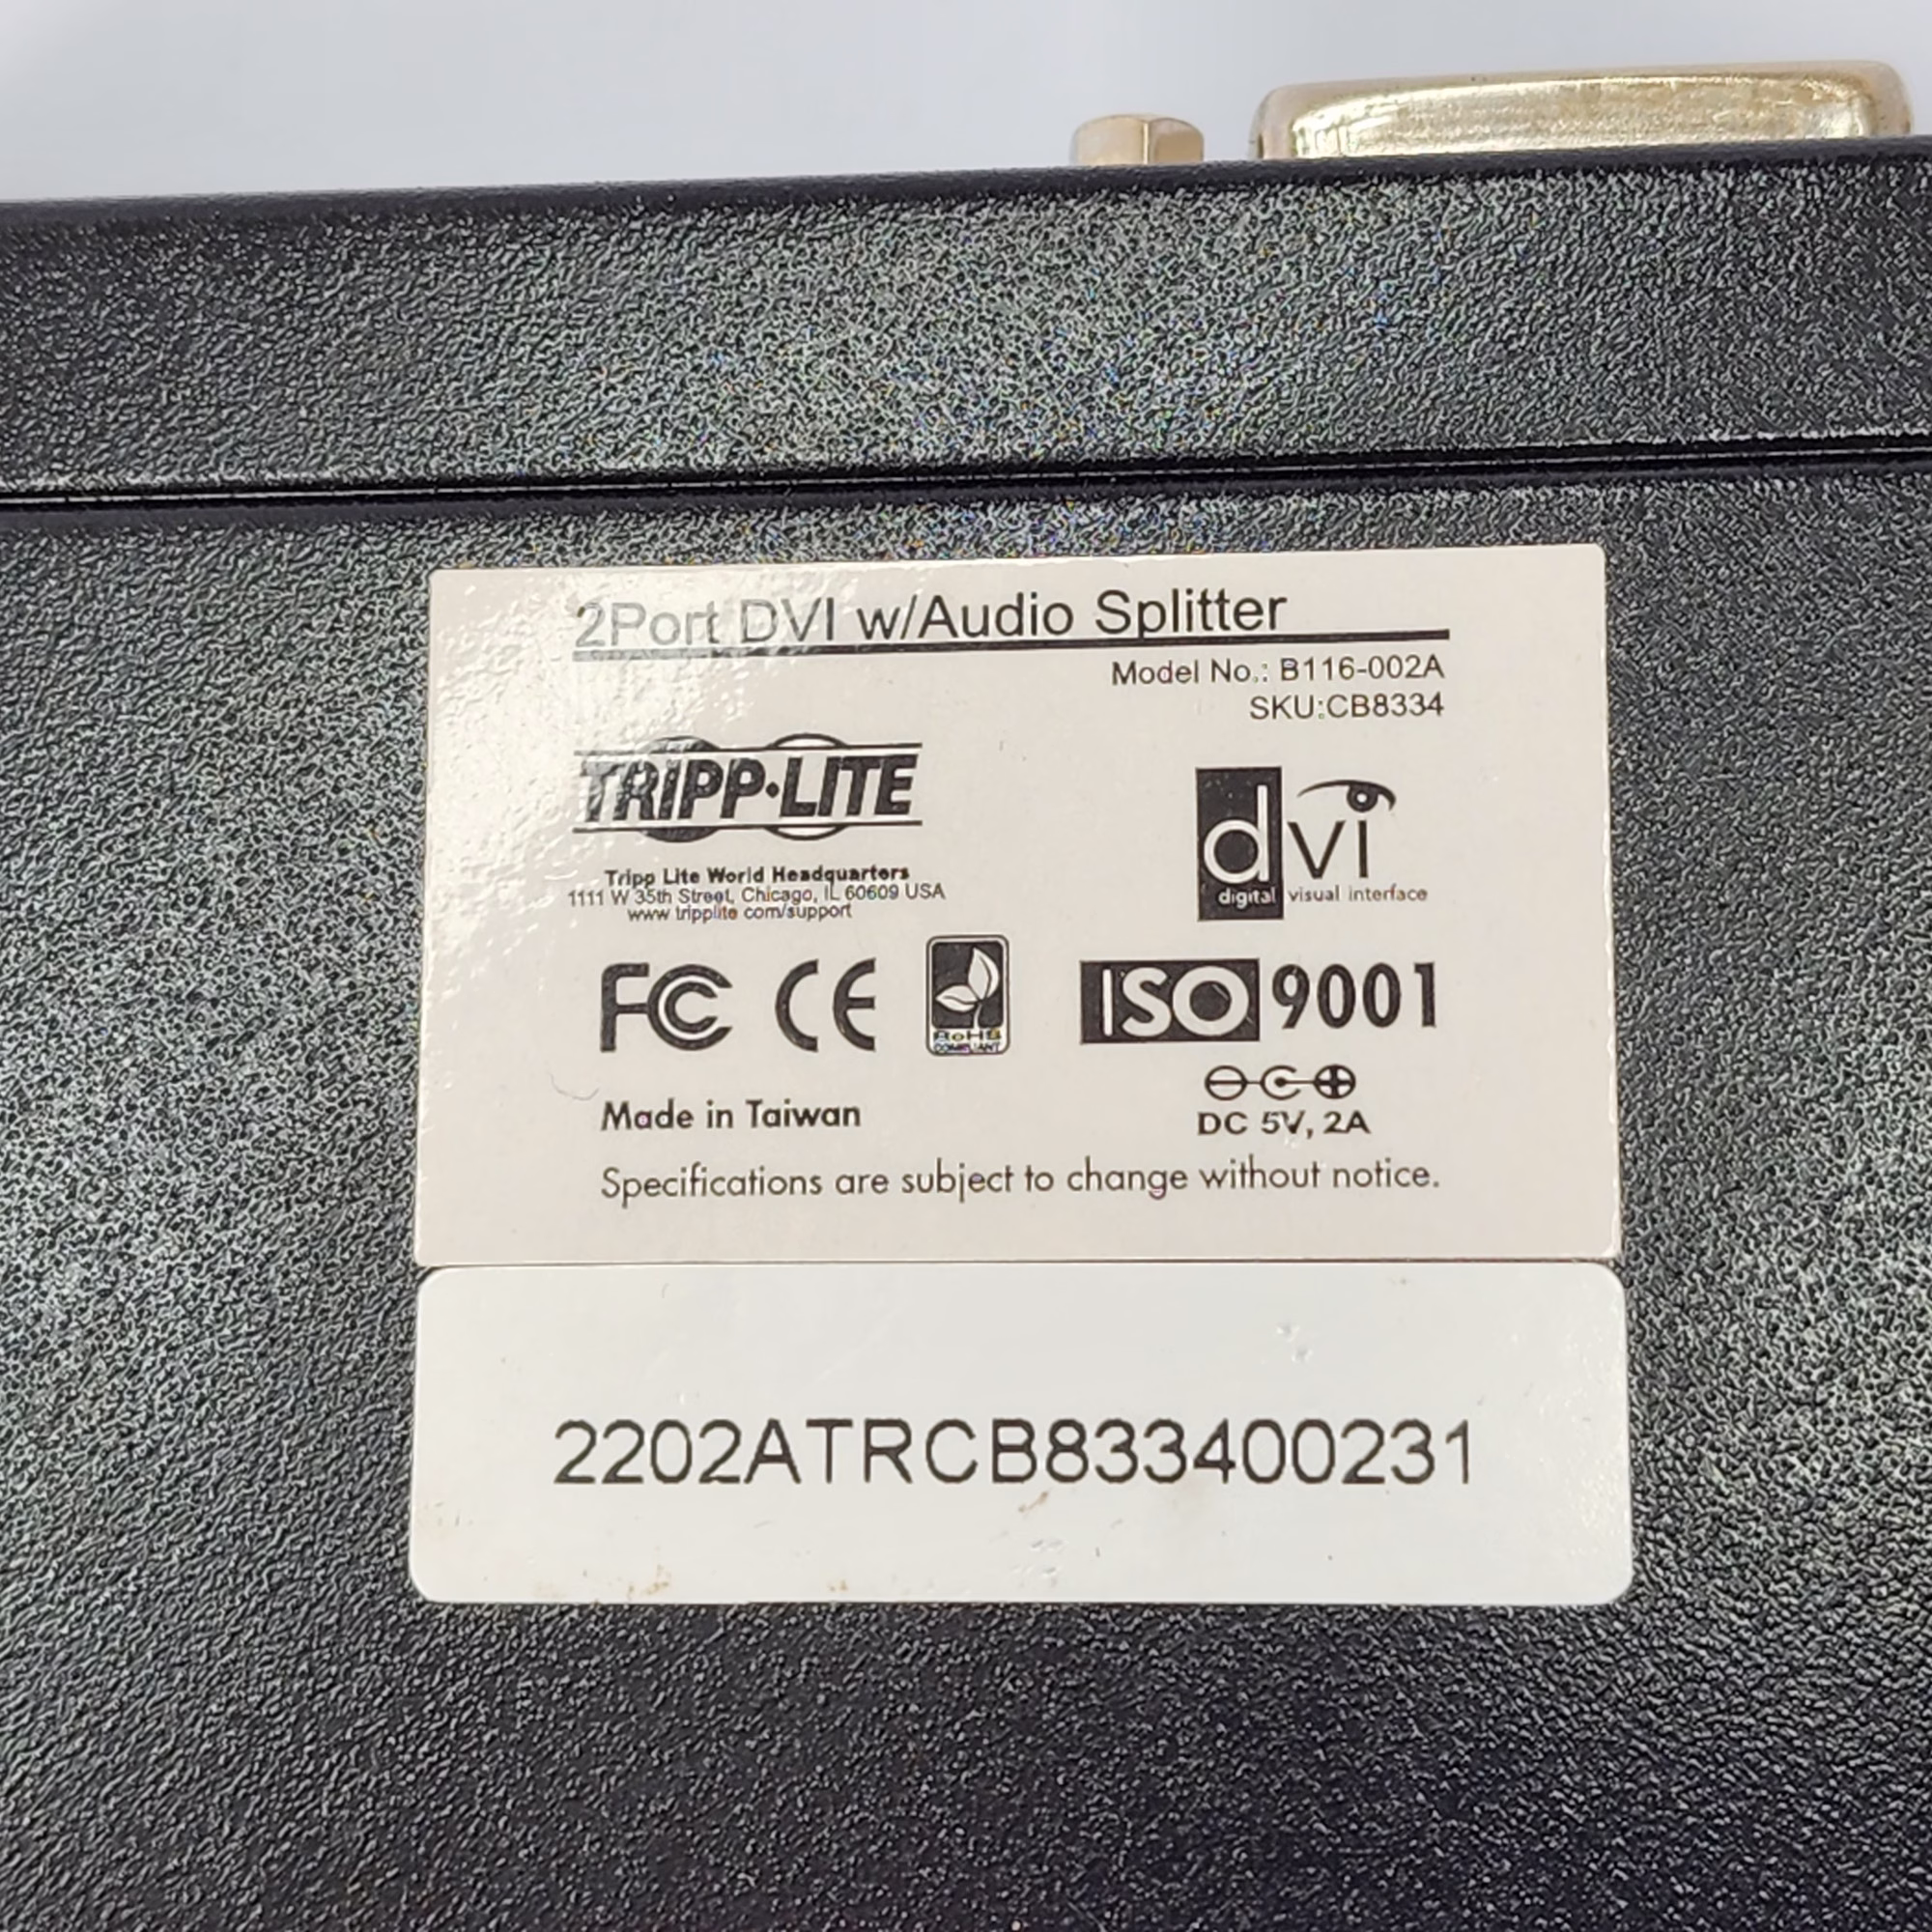 2Port DVI w/Audio Splitter
Model No.: B116-002A
SKU:CB8334
TRIPP·LITE
dvi
digital visual interface
Tripp Lite World Headquarters
1111 W 35th Street, Chicago, IL 60609 USA
www.tripplite.com/support
FC CE RoHS COMPLIANT ISO 9001
Made in Taiwan
DC 5V, 2A
Specifications are subject to change without notice.
2202ATRCB833400231